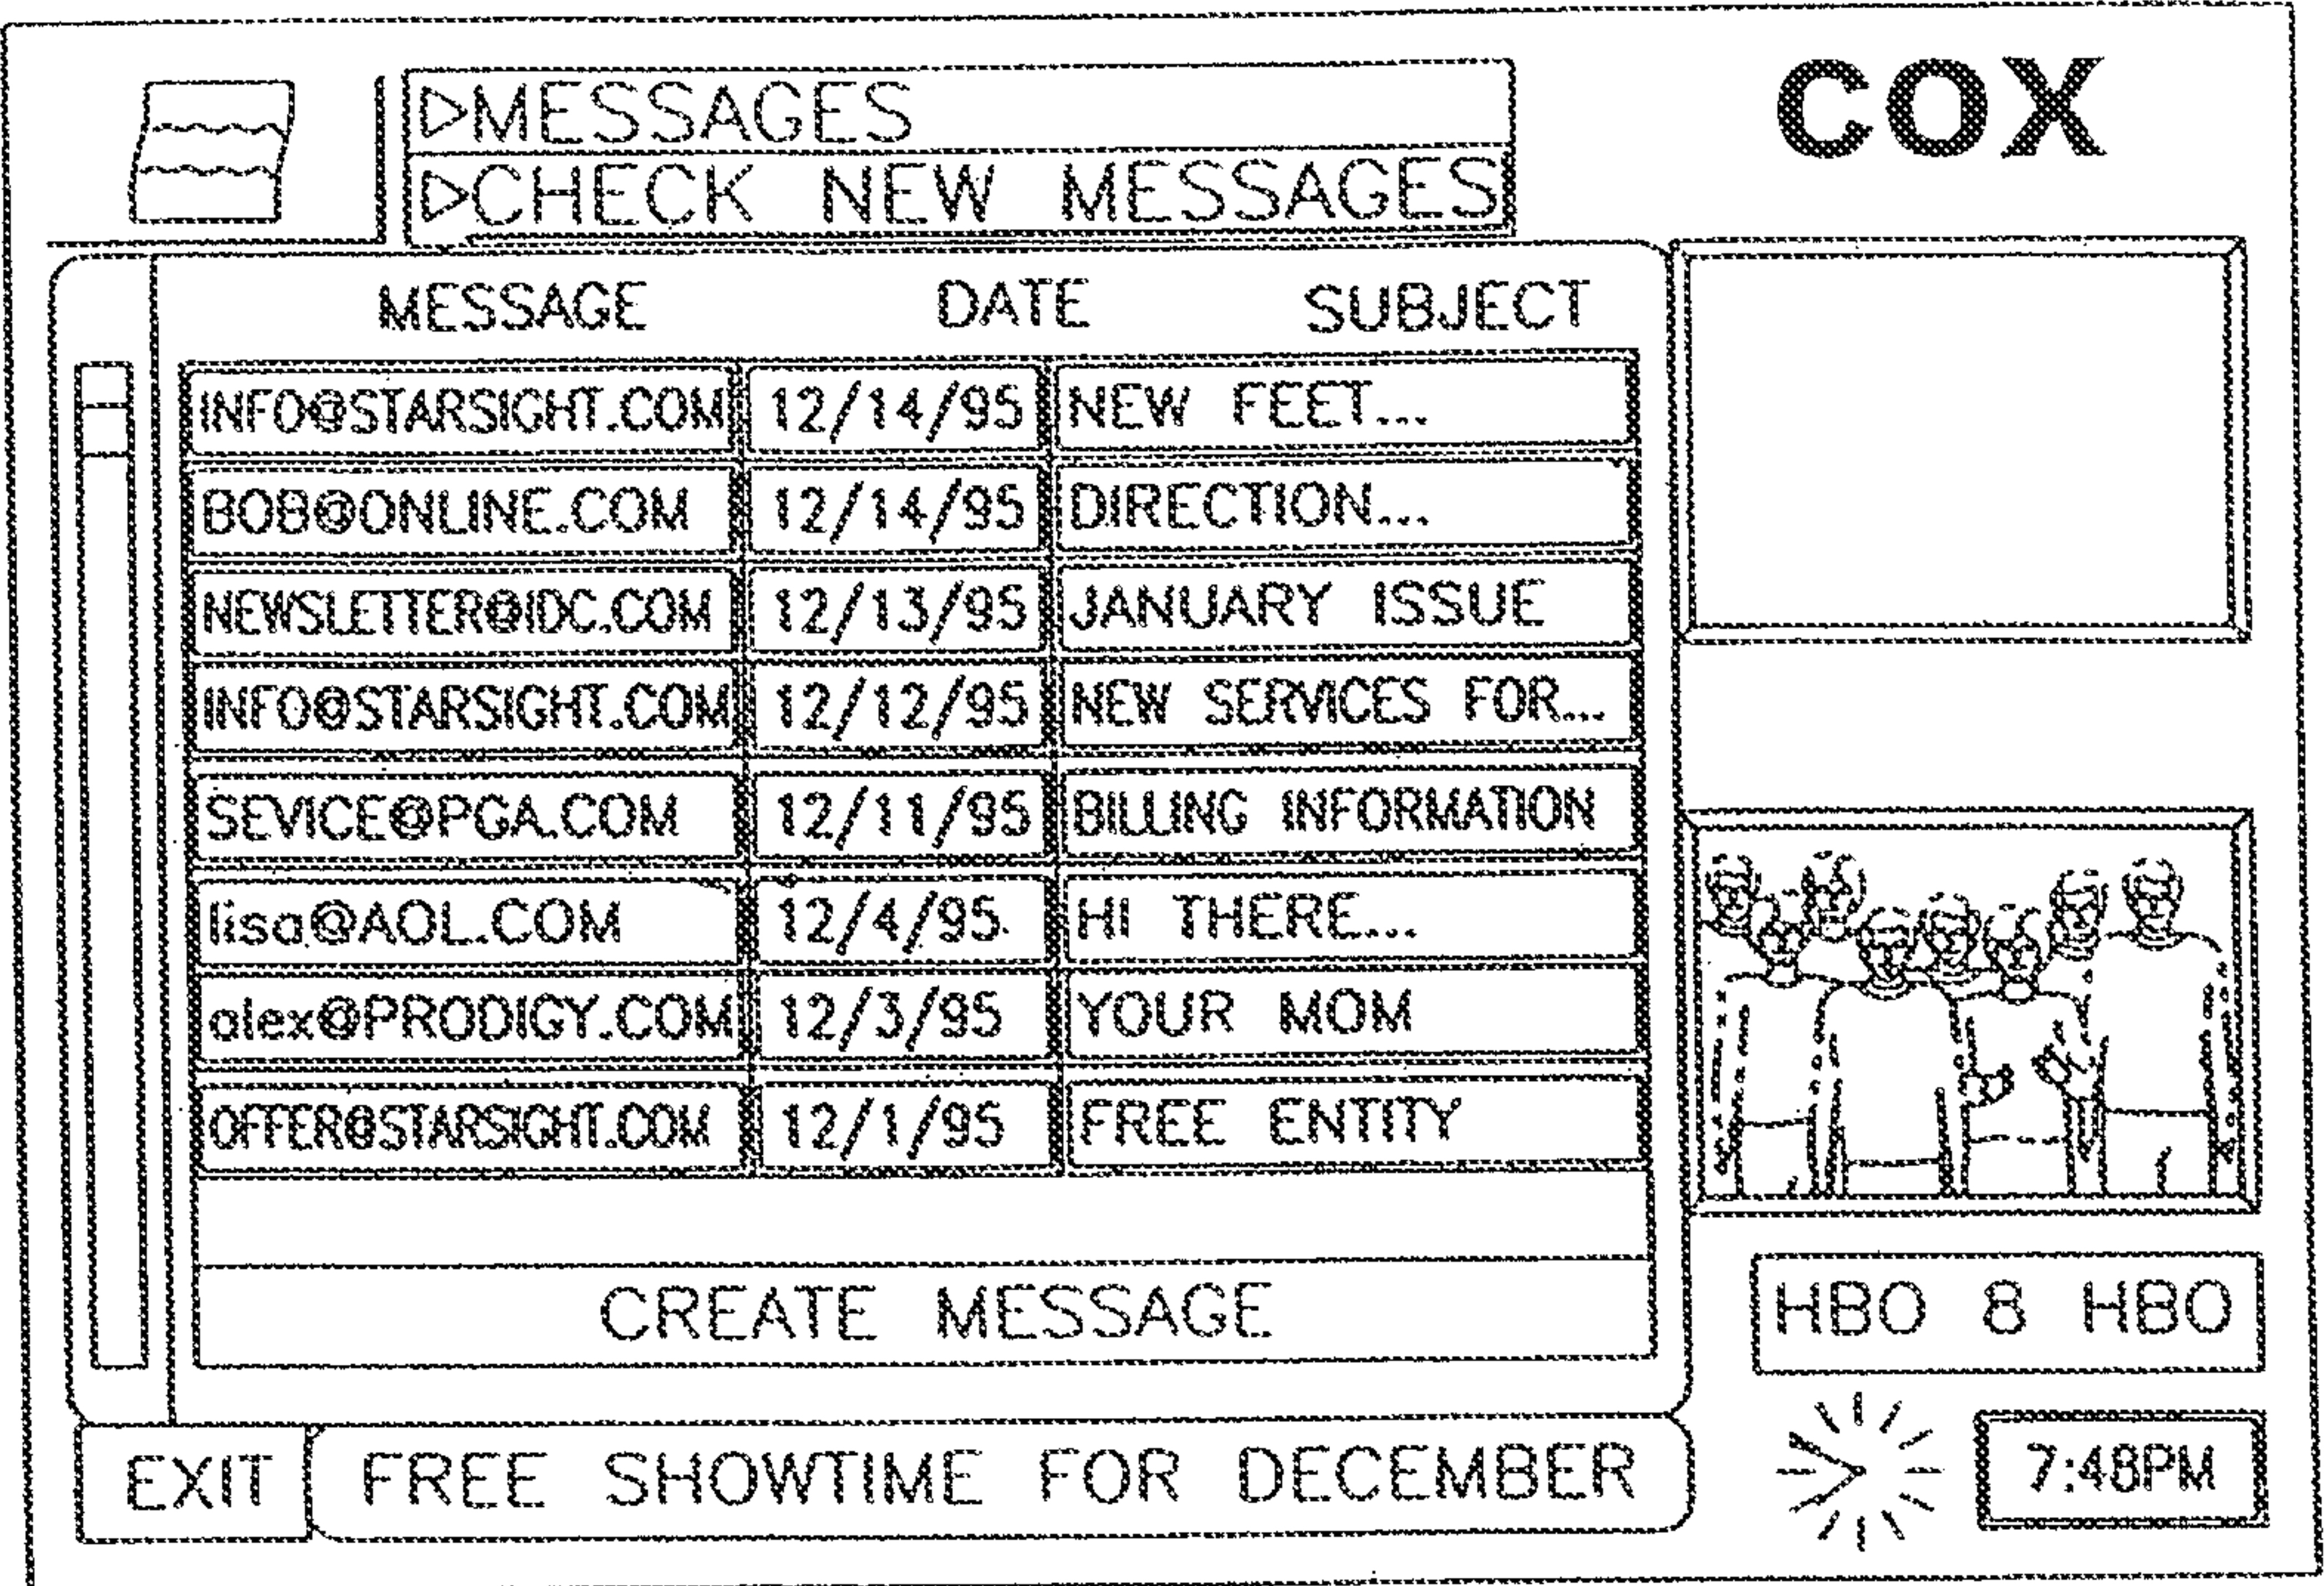 COX
▷MESSAGES
▷CHECK NEW MESSAGES
MESSAGE DATE SUBJECT
INFO@STARSIGHT.COM 12/14/95 NEW FEET...
BOB@ONLINE.COM 12/14/95 DIRECTION...
NEWSLETTER@IDC.COM 12/13/95 JANUARY ISSUE
INFO@STARSIGHT.COM 12/12/95 NEW SERVICES FOR...
SEVICE@PGA.COM 12/11/95 BILLING INFORMATION
lisa@AOL.COM 12/4/95 HI THERE...
alex@PRODIGY.COM 12/3/95 YOUR MOM
OFFER@STARSIGHT.COM 12/1/95 FREE ENTITY
CREATE MESSAGE
HBO 8 HBO
EXIT FREE SHOWTIME FOR DECEMBER
7:48PM